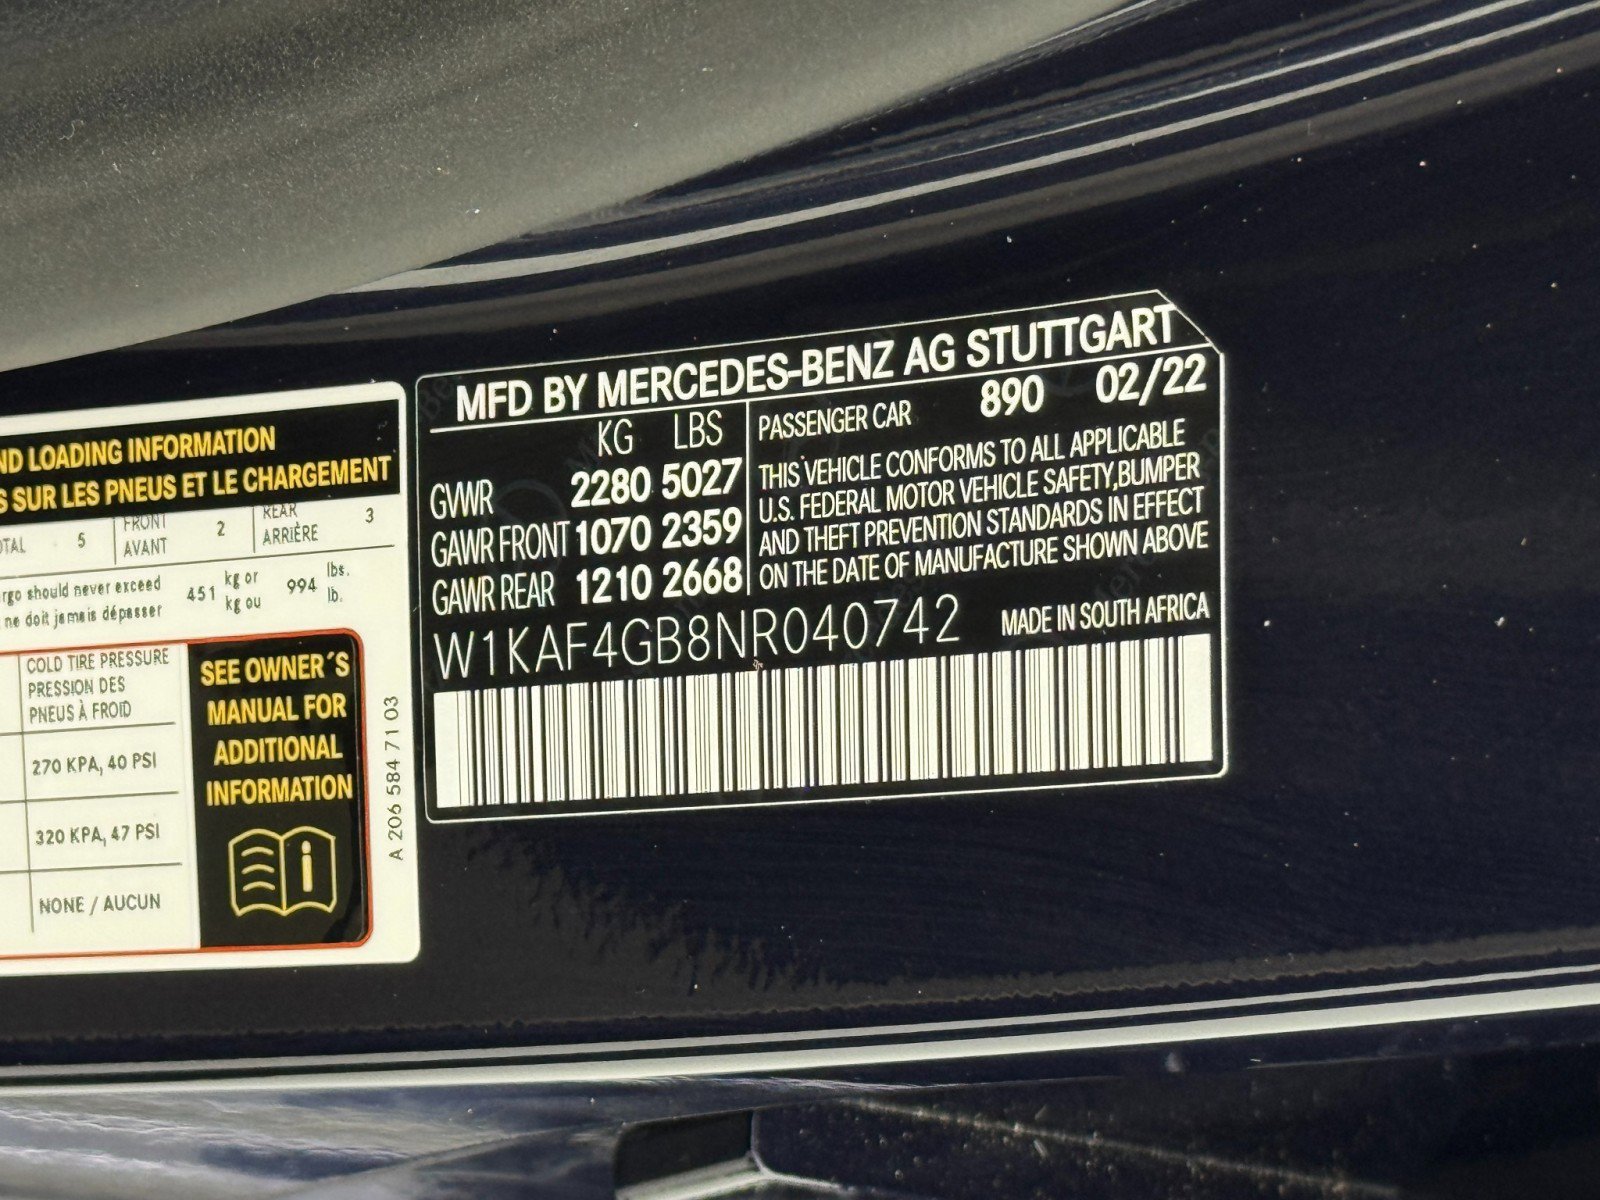 ND LOADING INFORMATION
S SUR LES PNEUS ET LE CHARGEMENT
OTAL 5 FRONT AVANT 2 REAR ARRIÈRE 3
rgo should never exceed
ne doit jamais dépasser
451 kg or kg ou 994 lbs. lb.
COLD TIRE PRESSURE
PRESSION DES
PNEUS À FROID
270 KPA, 40 PSI
320 KPA, 47 PSI
NONE / AUCUN
SEE OWNER´S
MANUAL FOR
ADDITIONAL
INFORMATION
i
A 206 584 71 03
MFD BY MERCEDES-BENZ AG STUTTGART
KG LBS
GVWR 2280 5027
GAWR FRONT 1070 2359
GAWR REAR 1210 2668
PASSENGER CAR 890 02/22
THIS VEHICLE CONFORMS TO ALL APPLICABLE
U.S. FEDERAL MOTOR VEHICLE SAFETY,BUMPER
AND THEFT PREVENTION STANDARDS IN EFFECT
ON THE DATE OF MANUFACTURE SHOWN ABOVE
W1KAF4GB8NR040742
MADE IN SOUTH AFRICA